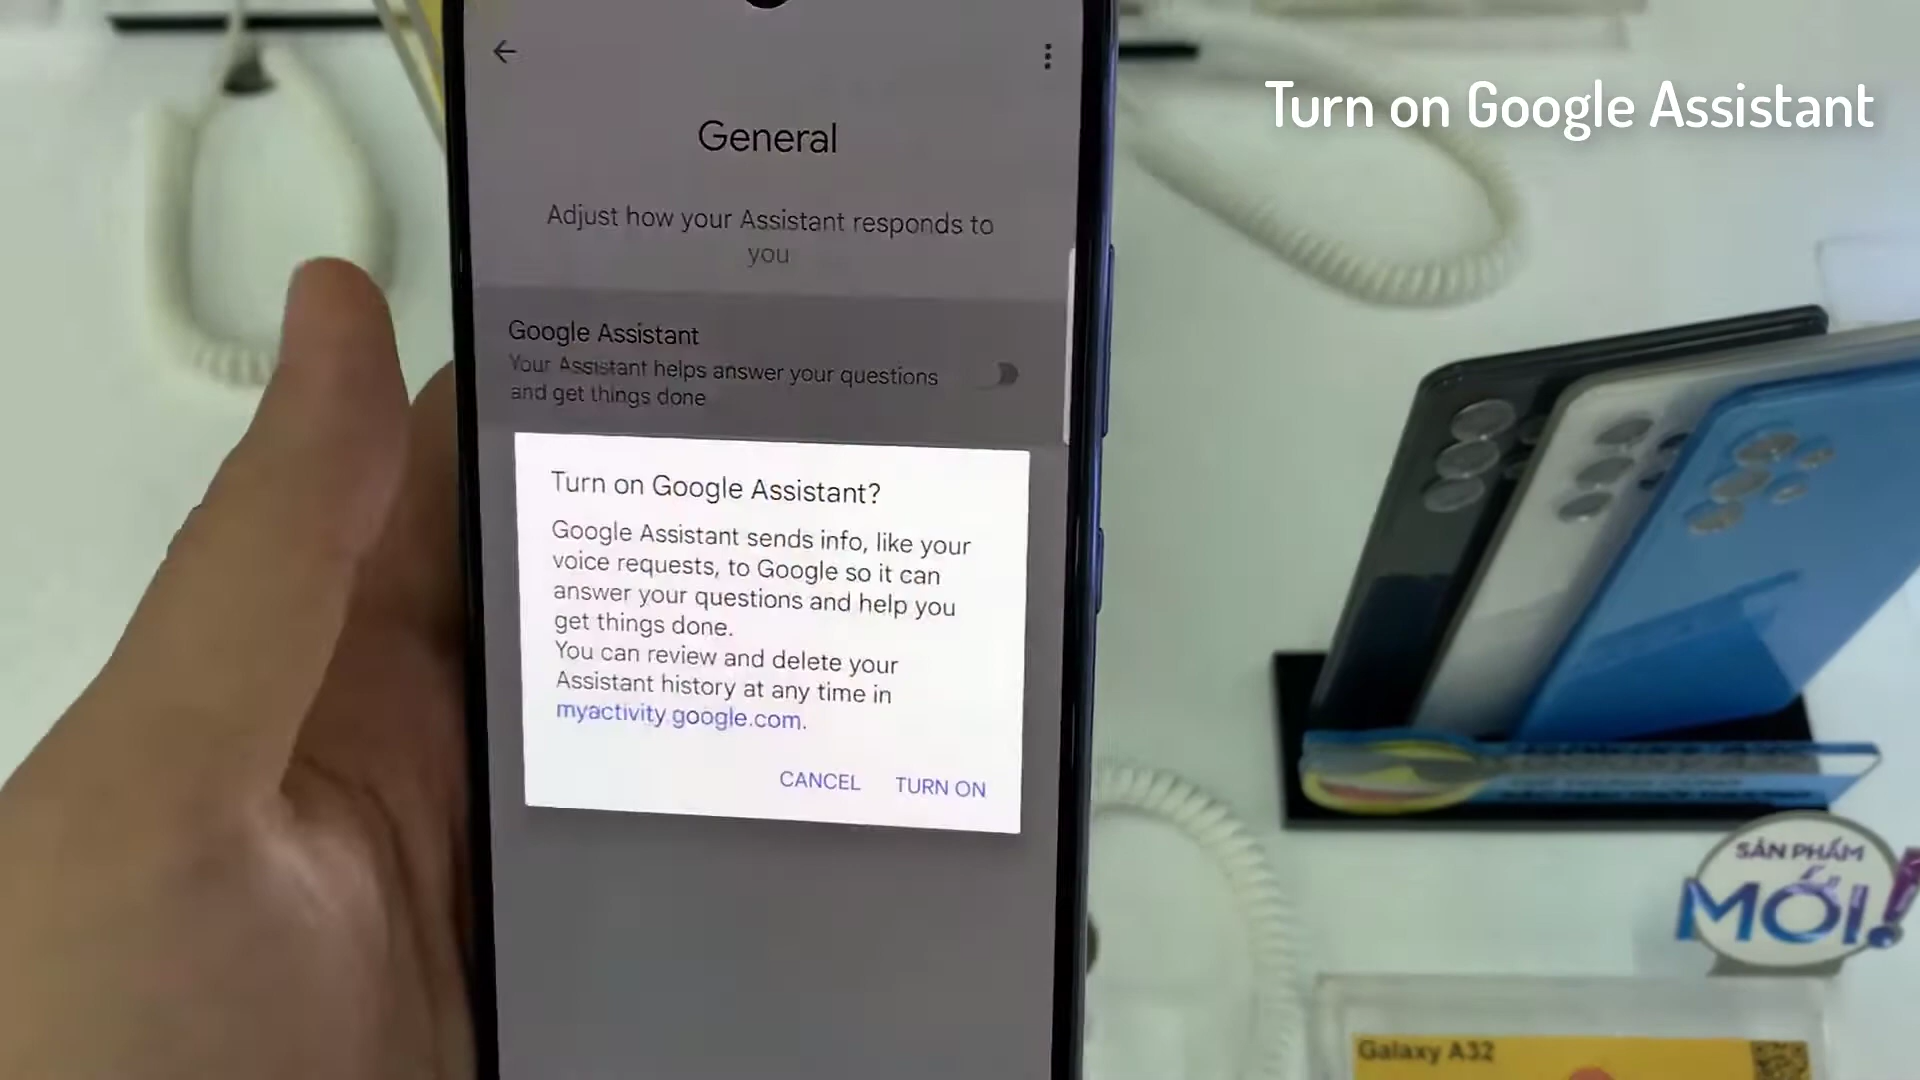 Turn on Google Assistant
General
Adjust how your Assistant responds to
you
Google Assistant
Your Assistant helps answer your questions
and get things done
Turn on Google Assistant?
Google Assistant sends info, like your
voice requests, to Google so it can
answer your questions and help you
get things done.
You can review and delete your
Assistant history at any time in
myactivity.google.com.
CANCEL TURN ON
SẢN PHẨM
MỚI!
Galaxy A32